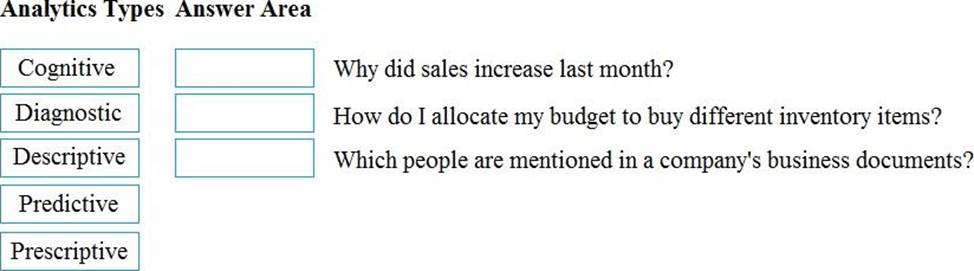 Analytics Types Answer Area
Cognitive Why did sales increase last month?
Diagnostic How do I allocate my budget to buy different inventory items?
Descriptive Which people are mentioned in a company's business documents?
Predictive
Prescriptive